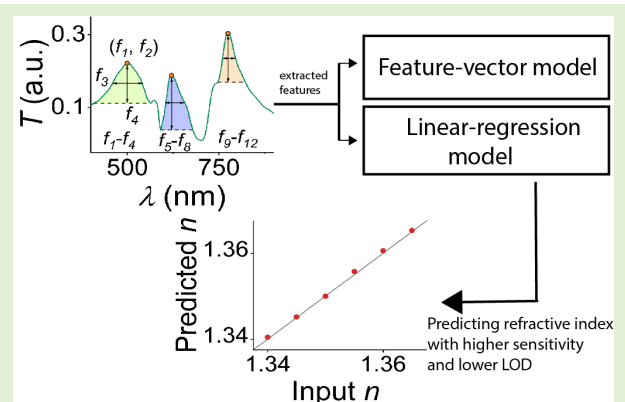 T (a.u.)
0.3
0.1
(f1, f2)
f3
f4
f1-f4
f5-f8
f9-f12
500
750
λ (nm)
extracted
features
Feature-vector model
Linear-regression
model
Predicted n
1.36
1.34
1.34
1.36
Input n
Predicting refractive index
with higher sensitivity
and lower LOD